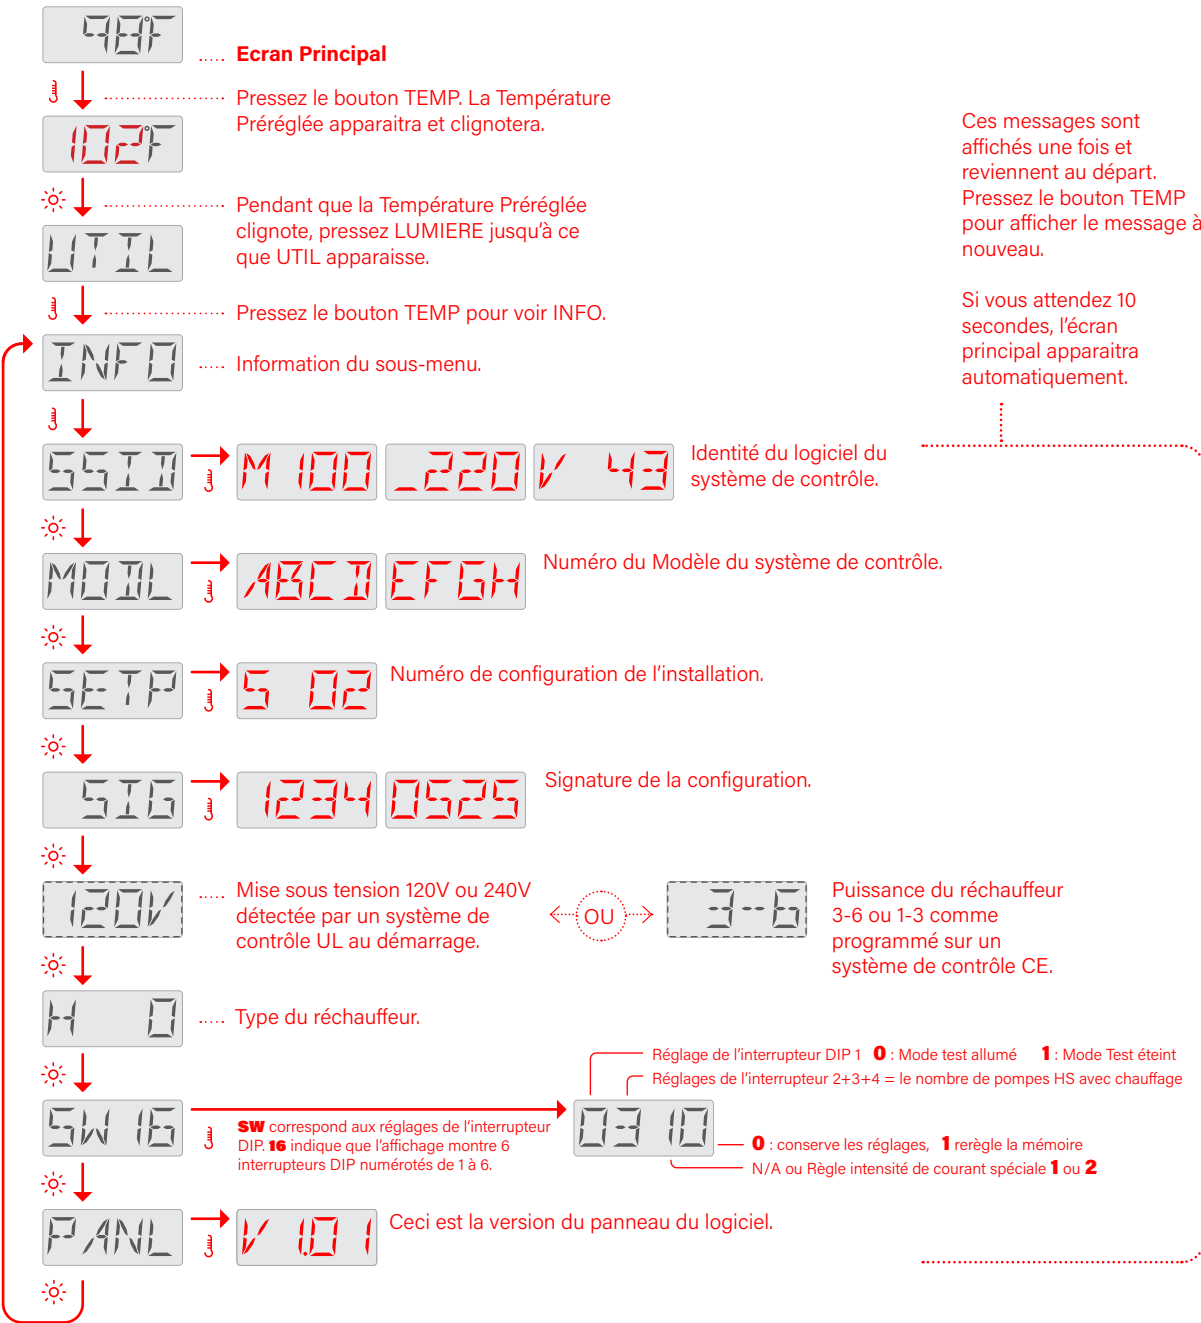 98°F
Ecran Principal
Pressez le bouton TEMP. La Température
Préréglée apparaitra et clignotera.
102°F
Pendant que la Température Préréglée
clignote, pressez LUMIERE jusqu'à ce
que UTIL apparaisse.
UTIL
Pressez le bouton TEMP pour voir INFO.
INFO
Information du sous-menu.
Ces messages sont
affichés une fois et
reviennent au départ.
Pressez le bouton TEMP
pour afficher le message à
nouveau.
Si vous attendez 10
secondes, l'écran
principal apparaitra
automatiquement.
SSID M100 _220 V 43
Identité du logiciel du
système de contrôle.
MODL ABCD EFGH
Numéro du Modèle du système de contrôle.
SETP S 02
Numéro de configuration de l'installation.
SIG 1234 0525
Signature de la configuration.
120V
Mise sous tension 120V ou 240V
détectée par un système de
contrôle UL au démarrage.
OU
3-6
Puissance du réchauffeur
3-6 ou 1-3 comme
programmé sur un
système de contrôle CE.
H 0
Type du réchauffeur.
SW 16
SW correspond aux réglages de l'interrupteur
DIP. 16 indique que l'affichage montre 6
interrupteurs DIP numérotés de 1 à 6.
Réglage de l'interrupteur DIP 1 0 : Mode test allumé 1 : Mode Test éteint
Réglages de l'interrupteur 2+3+4 = le nombre de pompes HS avec chauffage
03 10
0 : conserve les réglages, 1 rerègle la mémoire
N/A ou Règle intensité de courant spéciale 1 ou 2
PANL V 1.0 1
Ceci est la version du panneau du logiciel.